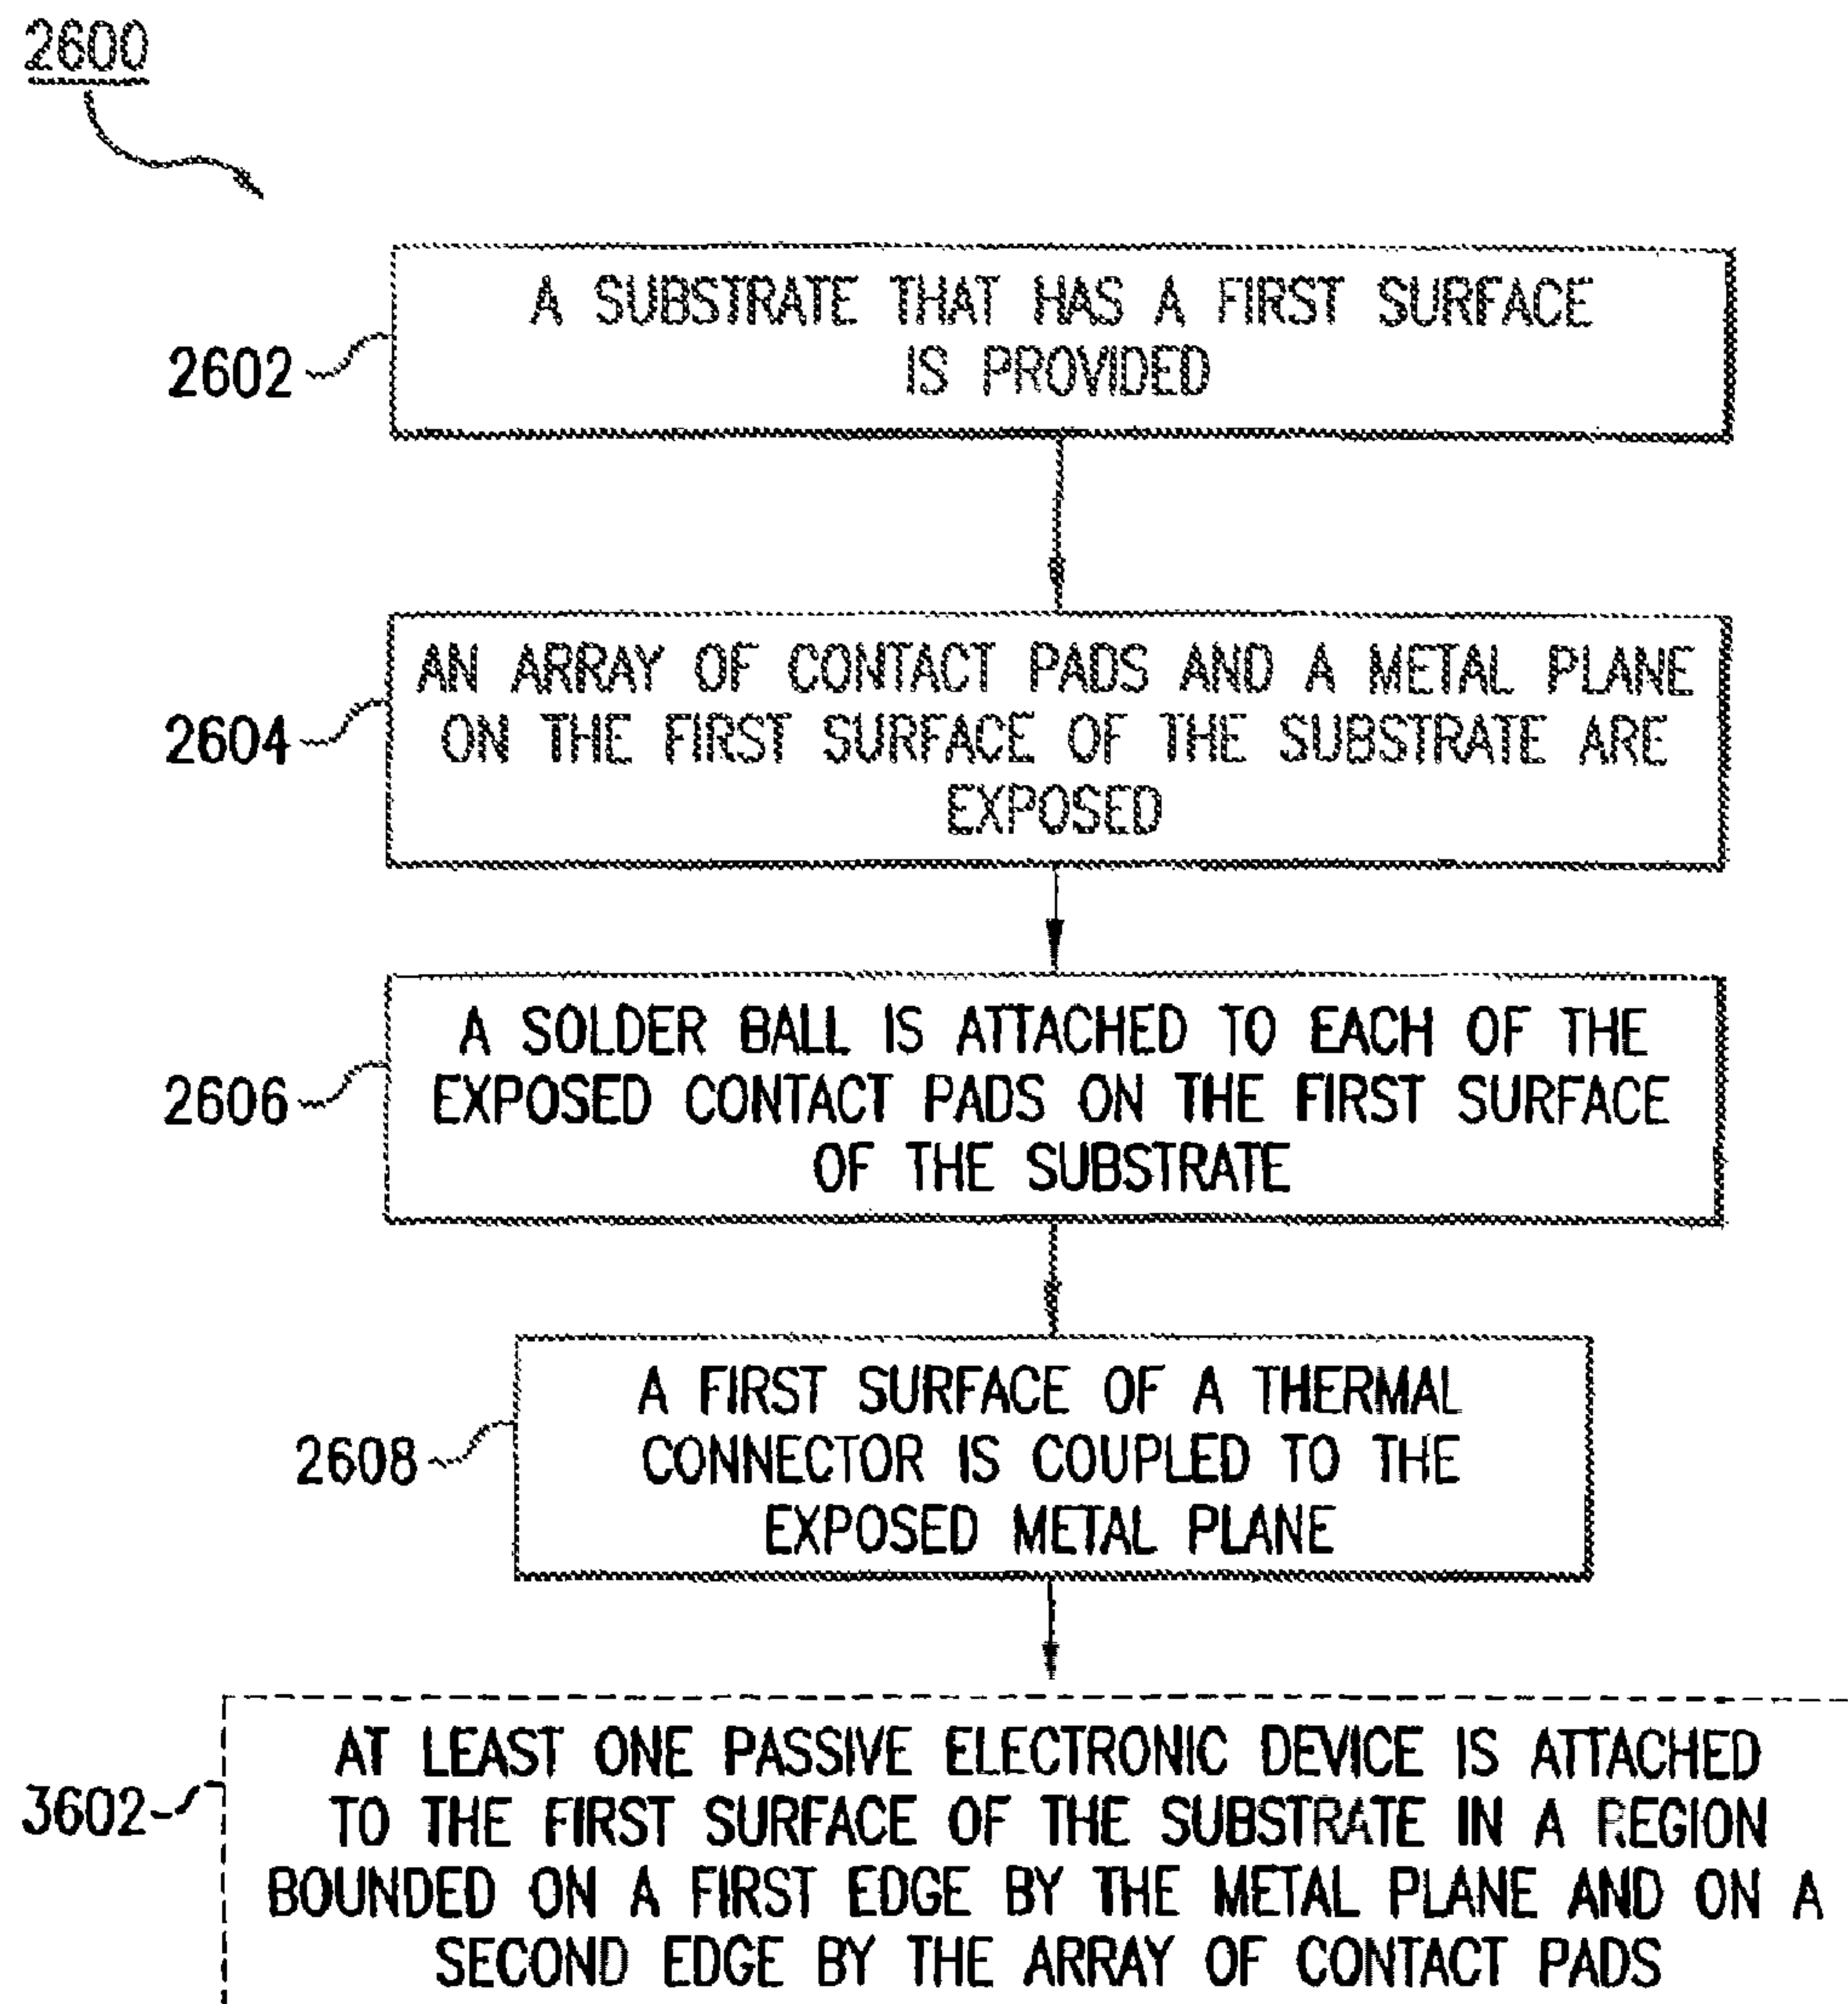 2600
A SUBSTRATE THAT HAS A FIRST SURFACE
IS PROVIDED
2602
AN ARRAY OF CONTACT PADS AND A METAL PLANE
ON THE FIRST SURFACE OF THE SUBSTRATE ARE
EXPOSED
2604
A SOLDER BALL IS ATTACHED TO EACH OF THE
EXPOSED CONTACT PADS ON THE FIRST SURFACE
OF THE SUBSTRATE
2606
A FIRST SURFACE OF A THERMAL
CONNECTOR IS COUPLED TO THE
EXPOSED METAL PLANE
2608
AT LEAST ONE PASSIVE ELECTRONIC DEVICE IS ATTACHED
TO THE FIRST SURFACE OF THE SUBSTRATE IN A REGION
BOUNDED ON A FIRST EDGE BY THE METAL PLANE AND ON A
SECOND EDGE BY THE ARRAY OF CONTACT PADS
3602